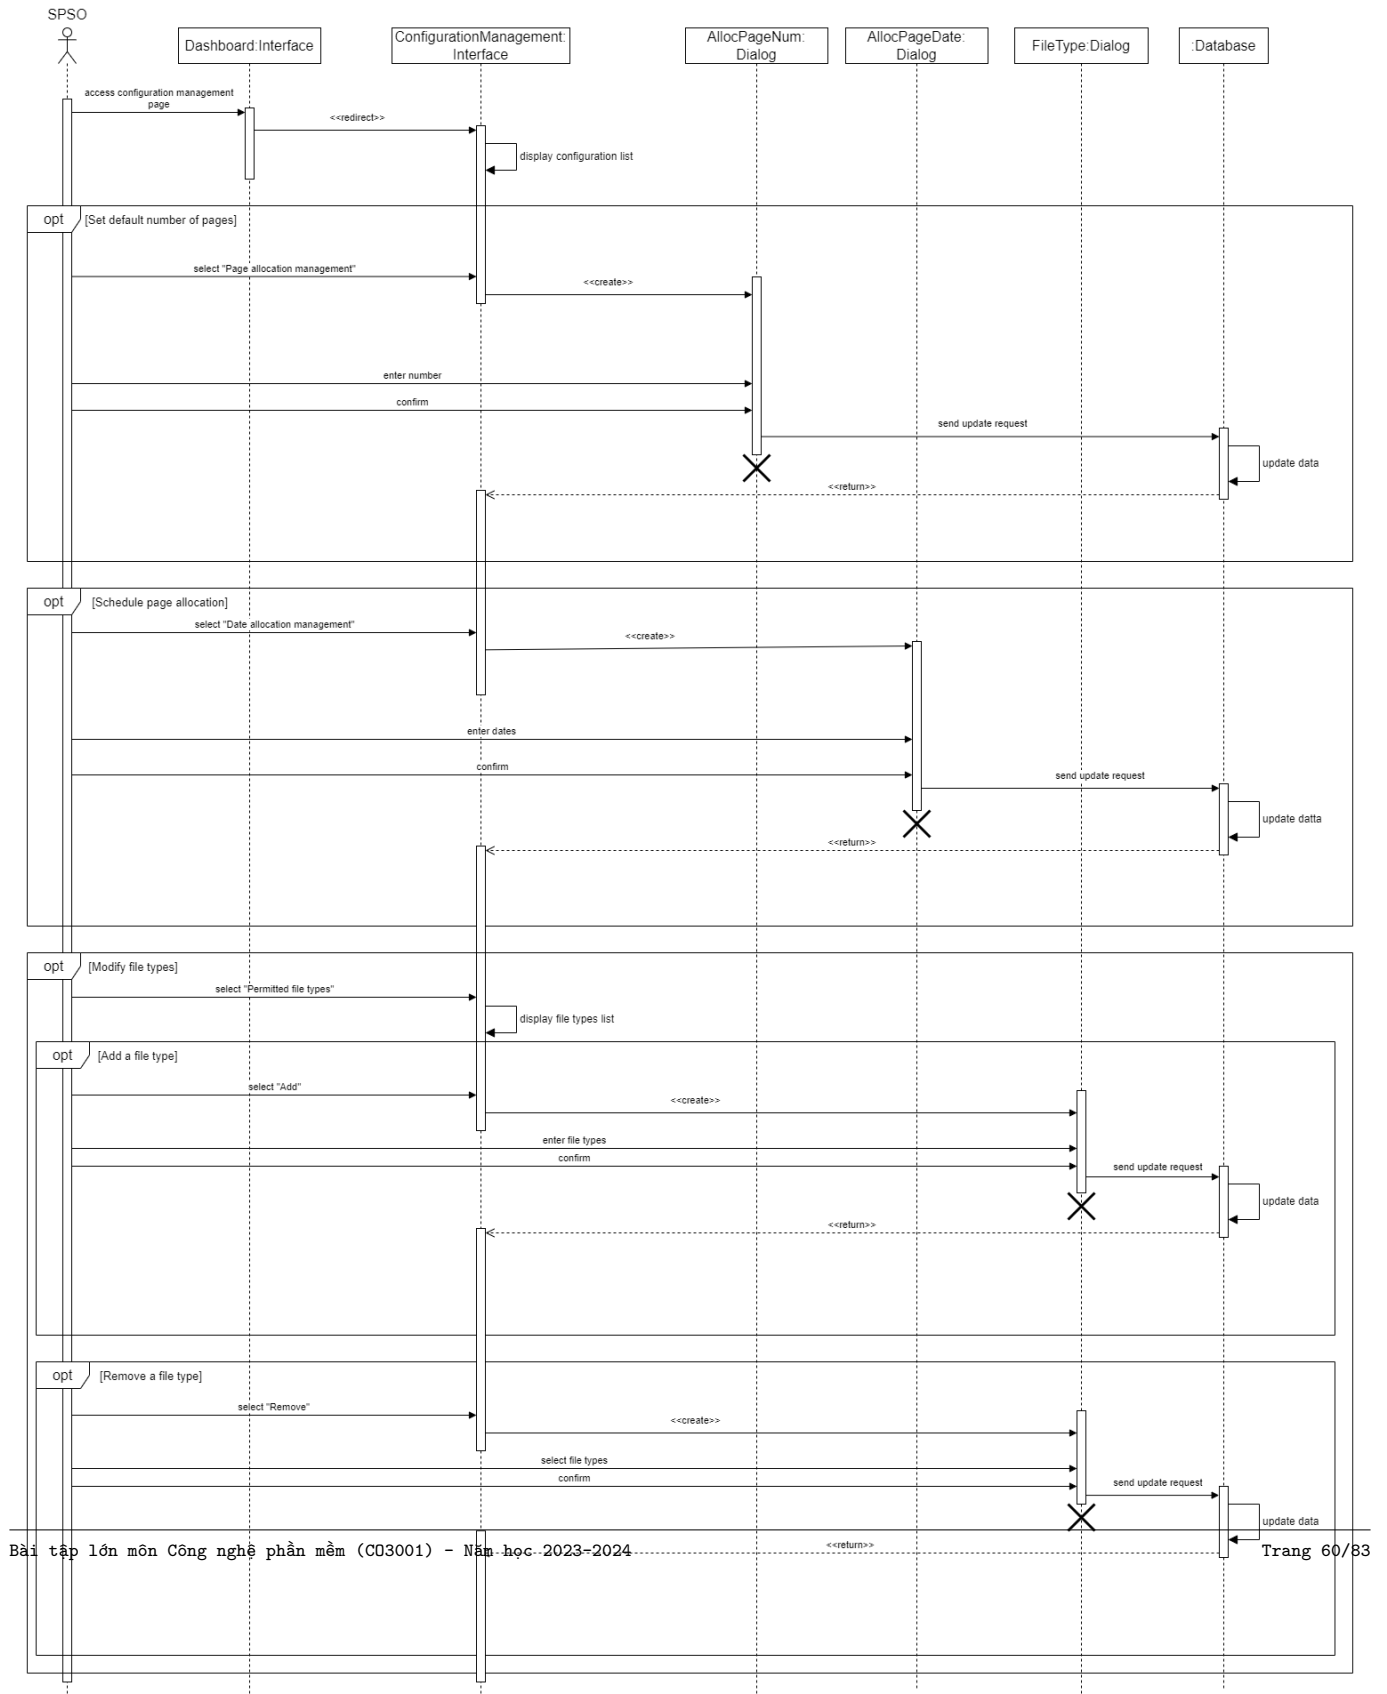 SPSO
Dashboard:Interface
ConfigurationManagement:
Interface
AllocPageNum:
Dialog
AllocPageDate:
Dialog
FileType:Dialog
:Database
access configuration management
page
<<redirect>>
display configuration list
opt
[Set default number of pages]
select "Page allocation management"
<<create>>
enter number
confirm
send update request
update data
<<return>>
opt
[Schedule page allocation]
select "Date allocation management"
<<create>>
enter dates
confirm
send update request
update datta
<<return>>
opt
[Modify file types]
select "Permitted file types"
display file types list
opt
[Add a file type]
select "Add"
<<create>>
enter file types
confirm
send update request
update data
<<return>>
opt
[Remove a file type]
select "Remove"
<<create>>
select file types
confirm
send update request
update data
<<return>>
Bài tập lớn môn Công nghệ phần mềm (CO3001) - Năm học 2023-2024
Trang 60/83